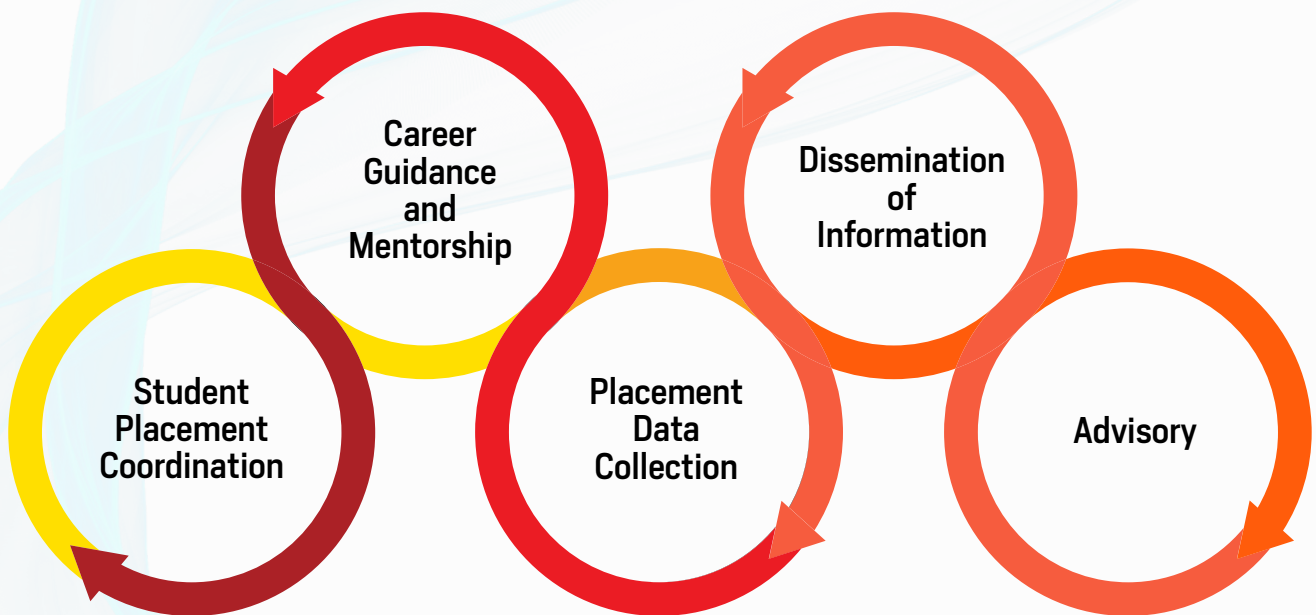 Student
Placement
Coordination
Career
Guidance
and
Mentorship
Placement
Data
Collection
Dissemination
of
Information
Advisory